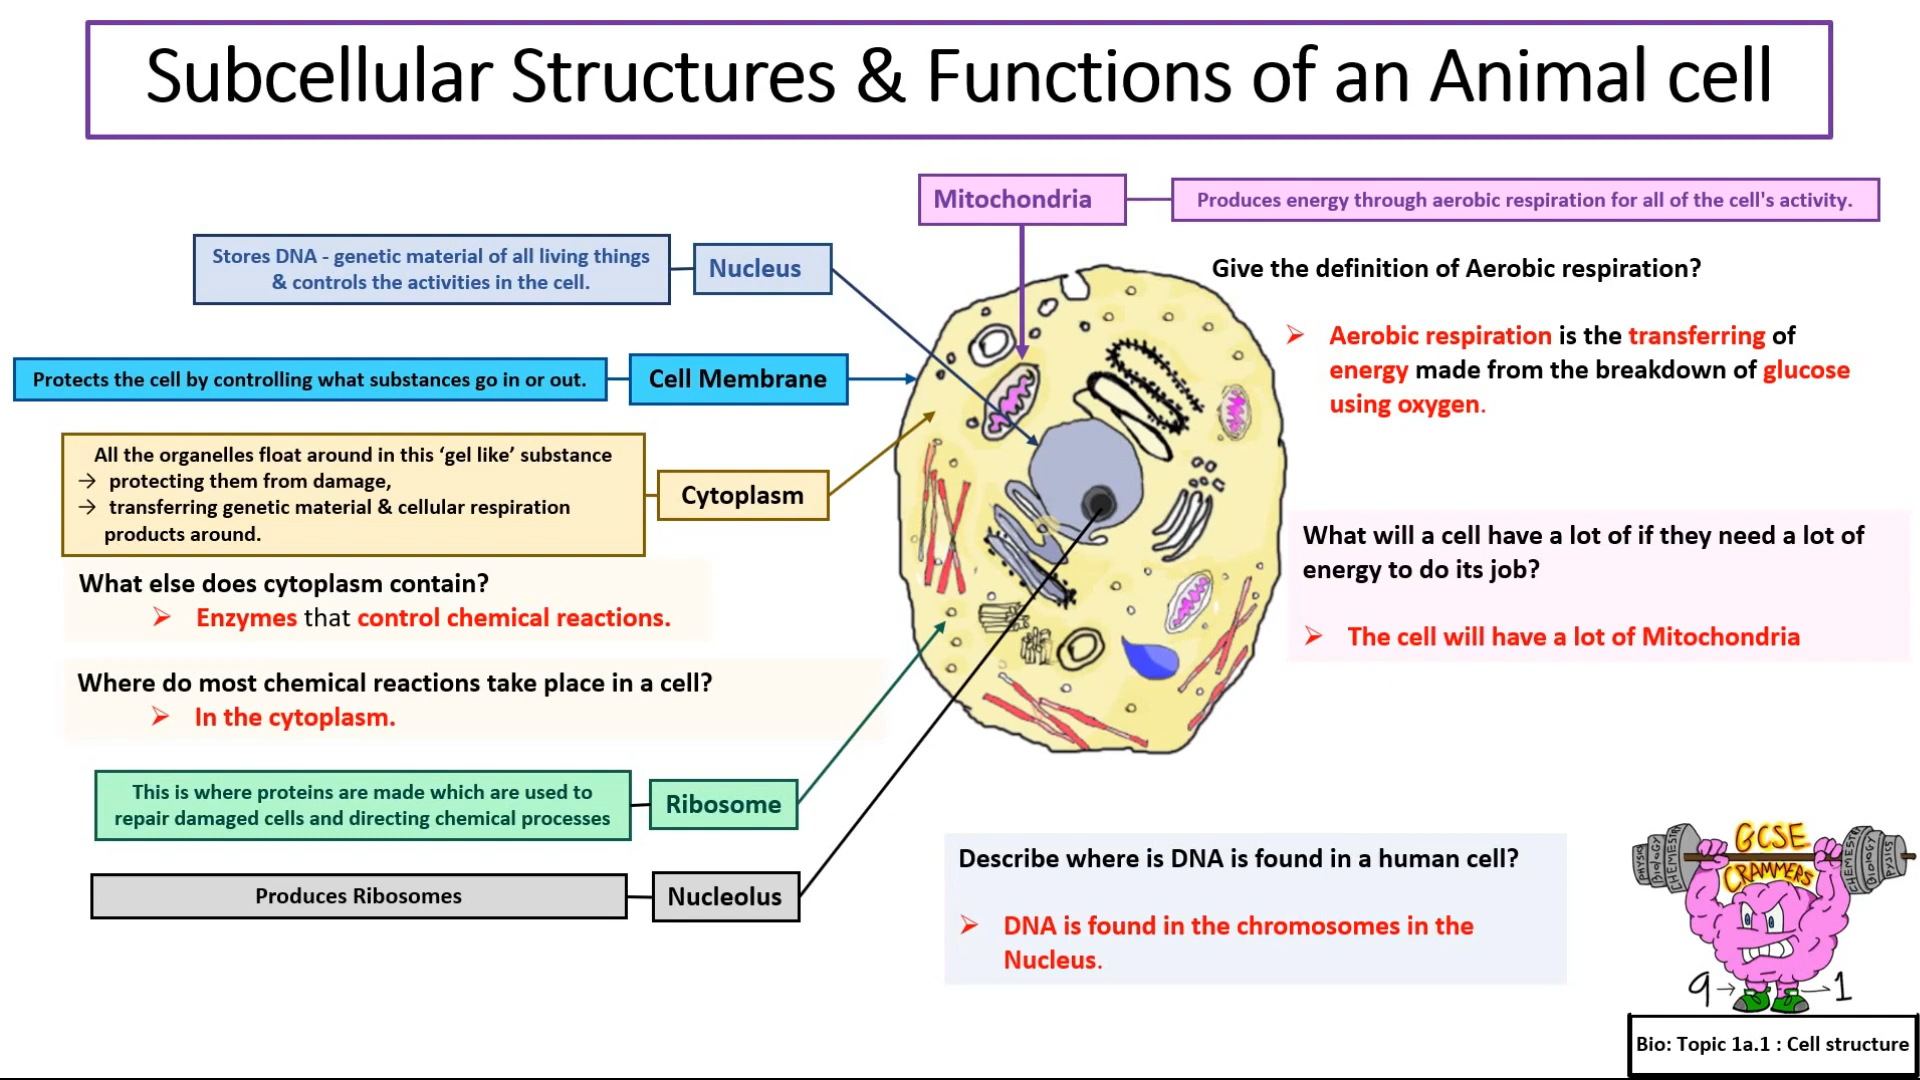 Subcellular Structures & Functions of an Animal cell
Mitochondria
Produces energy through aerobic respiration for all of the cell's activity.
Stores DNA - genetic material of all living things
& controls the activities in the cell.
Nucleus
Give the definition of Aerobic respiration?
➢ Aerobic respiration is the transferring of
energy made from the breakdown of glucose
using oxygen.
Protects the cell by controlling what substances go in or out.
Cell Membrane
All the organelles float around in this ‘gel like’ substance
→ protecting them from damage,
→ transferring genetic material & cellular respiration
products around.
Cytoplasm
What else does cytoplasm contain?
➢ Enzymes that control chemical reactions.
What will a cell have a lot of if they need a lot of
energy to do its job?
➢ The cell will have a lot of Mitochondria
Where do most chemical reactions take place in a cell?
➢ In the cytoplasm.
This is where proteins are made which are used to
repair damaged cells and directing chemical processes
Ribosome
Produces Ribosomes
Nucleolus
Describe where is DNA is found in a human cell?
➢ DNA is found in the chromosomes in the
Nucleus.
PHYSIC
BIOLOGY
CHEMESTRY
GCSE
CRAMMERS
CHEMESTRY
BIOLOGY
PHYSICS
9→ →1
Bio: Topic 1a.1 : Cell structure